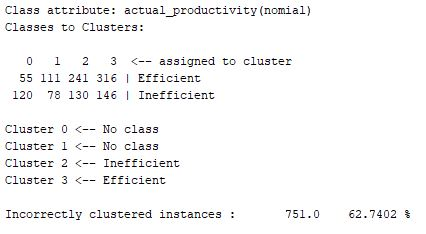 Class attribute: actual_productivity(nomial)
Classes to Clusters:
0 1 2 3 <-- assigned to cluster
55 111 241 316 | Efficient
120 78 130 146 | Inefficient
Cluster 0 <-- No class
Cluster 1 <-- No class
Cluster 2 <-- Inefficient
Cluster 3 <-- Efficient
Incorrectly clustered instances : 751.0 62.7402 %